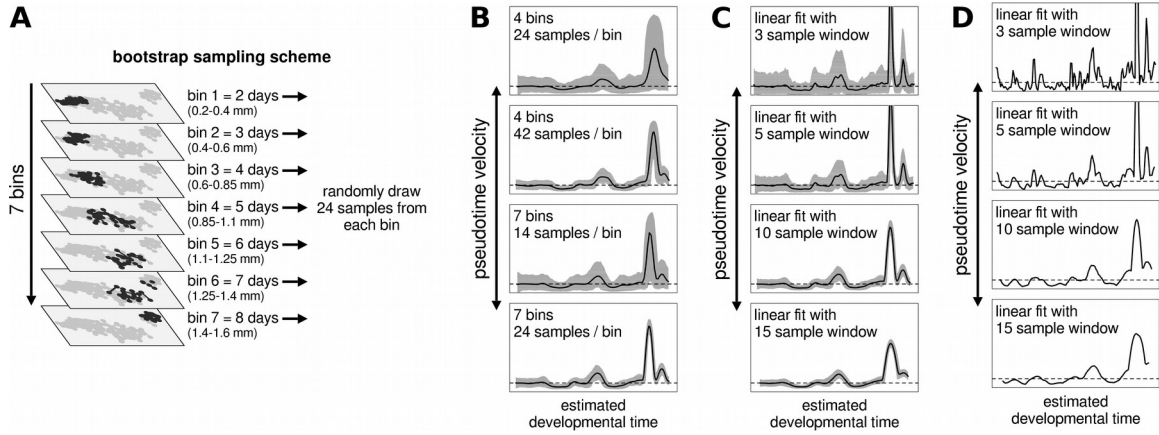 A
bootstrap sampling scheme
7 bins
bin 1 = 2 days
(0.2-0.4 mm)
bin 2 = 3 days
(0.4-0.6 mm)
bin 3 = 4 days
(0.6-0.85 mm)
bin 4 = 5 days
(0.85-1.1 mm)
bin 5 = 6 days
(1.1-1.25 mm)
bin 6 = 7 days
(1.25-1.4 mm)
bin 7 = 8 days
(1.4-1.6 mm)
randomly draw
24 samples from
each bin
B
pseudotime velocity
4 bins
24 samples / bin
4 bins
42 samples / bin
7 bins
14 samples / bin
7 bins
24 samples / bin
estimated
developmental time
C
pseudotime velocity
linear fit with
3 sample window
linear fit with
5 sample window
linear fit with
10 sample window
linear fit with
15 sample window
estimated
developmental time
D
pseudotime velocity
linear fit with
3 sample window
linear fit with
5 sample window
linear fit with
10 sample window
linear fit with
15 sample window
estimated
developmental time